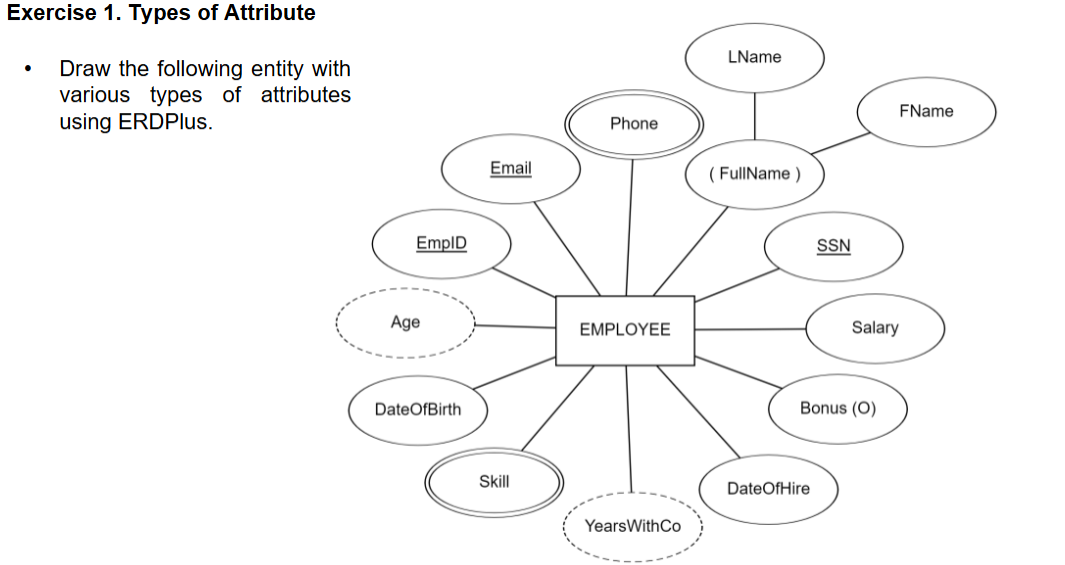 Exercise 1. Types of Attribute
• Draw the following entity with
various types of attributes
using ERDPlus.
LName
FName
Phone
Email
( FullName )
EmpID
SSN
Age
EMPLOYEE
Salary
DateOfBirth
Bonus (O)
Skill
DateOfHire
YearsWithCo